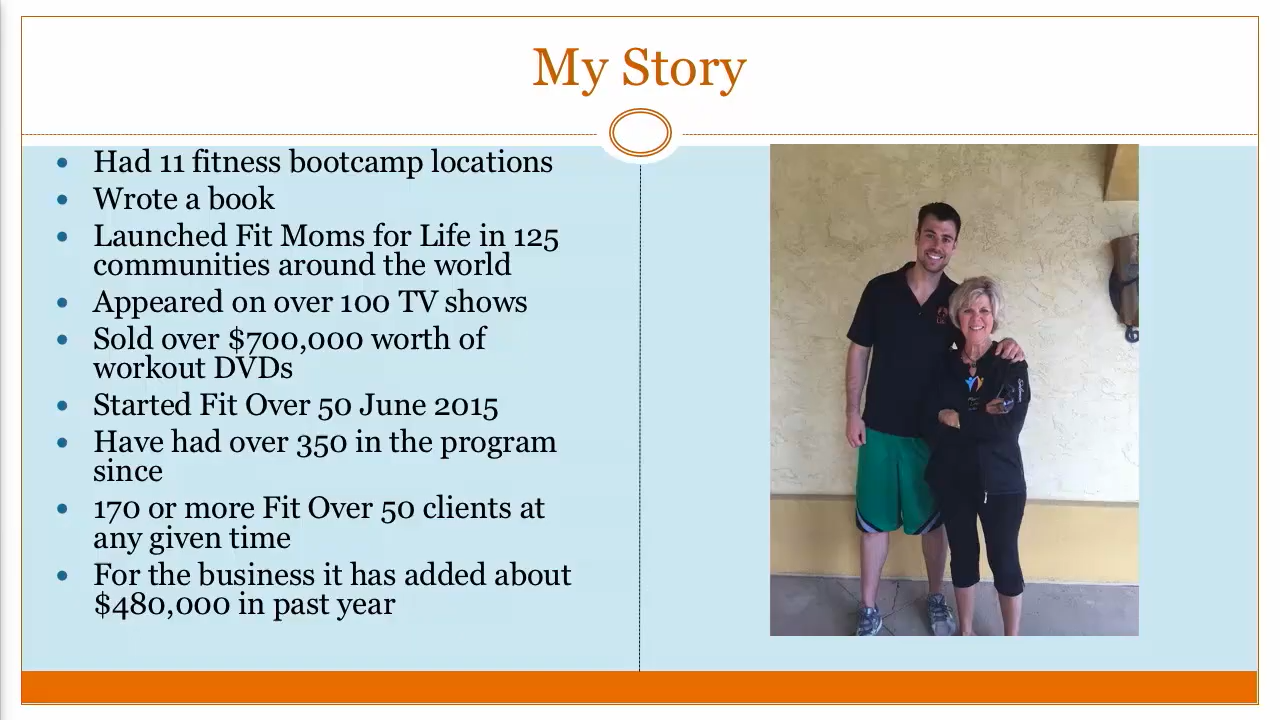 My Story
Had 11 fitness bootcamp locations
Wrote a book
Launched Fit Moms for Life in 125
communities around the world
Appeared on over 100 TV shows
Sold over $700,000 worth of
workout DVDs
Started Fit Over 50 June 2015
Have had over 350 in the program
since
170 or more Fit Over 50 clients at
any given time
For the business it has added about
$480,000 in past year